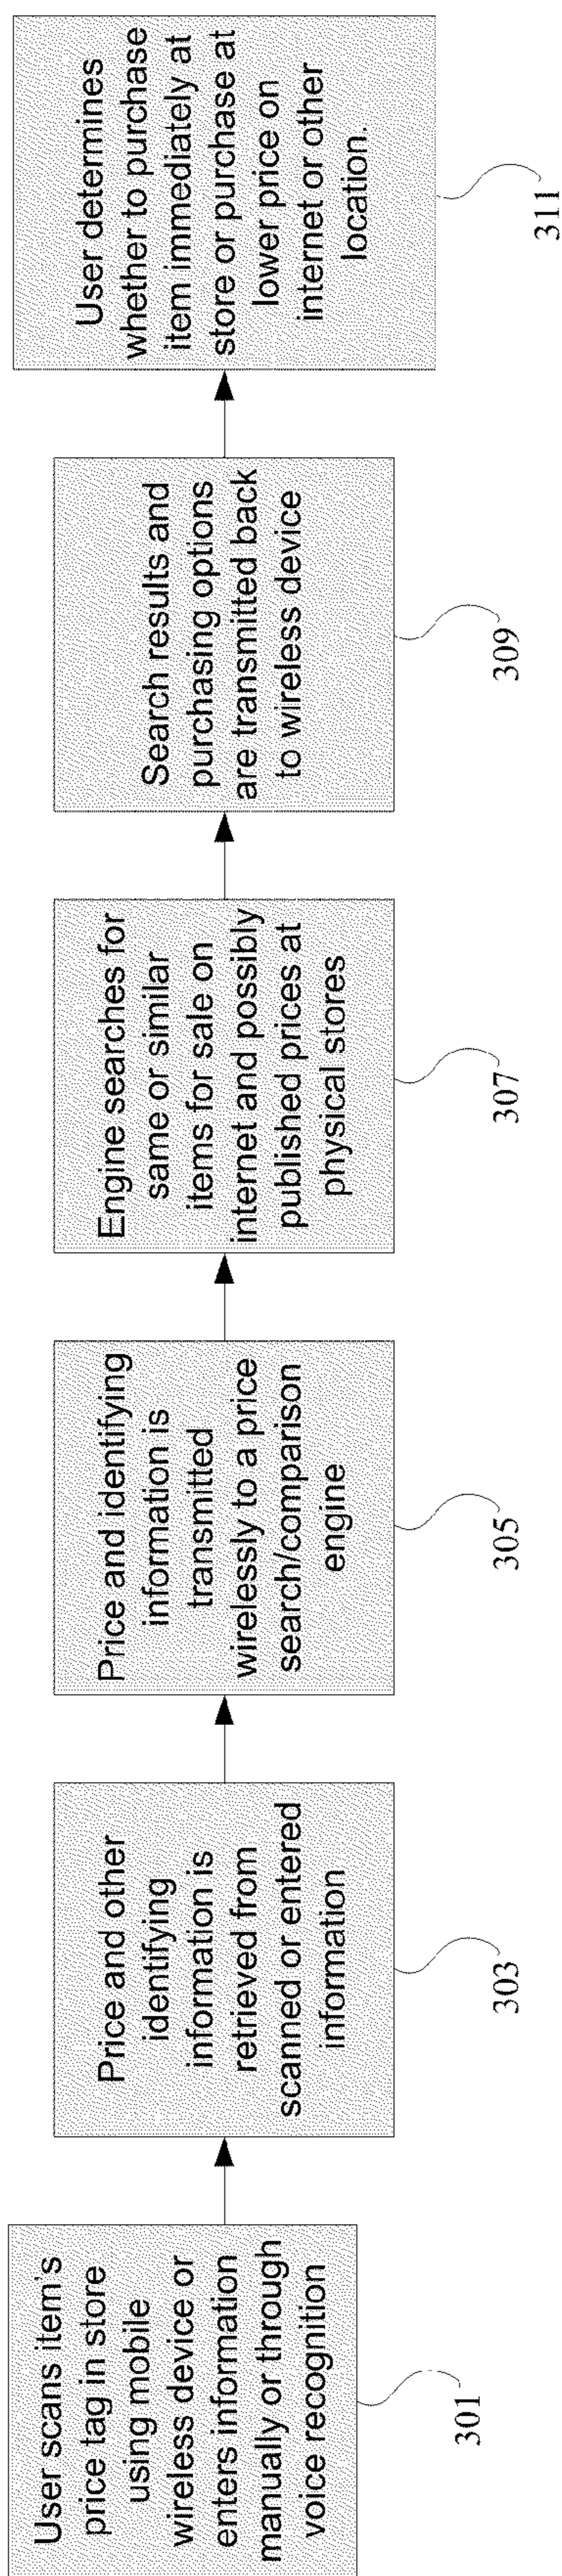 User scans item's
price tag in store
using mobile
wireless device or
enters information
manually or through
voice recognition
301
Price and other
identifying
information is
retrieved from
scanned or entered
information
303
Price and identifying
information is
transmitted
wirelessly to a price
search/comparison
engine
305
Engine searches for
same or similar
items for sale on
internet and possibly
published prices at
physical stores
307
Search results and
purchasing options
are transmitted back
to wireless device
309
User determines
whether to purchase
item immediately at
store or purchase at
lower price on
internet or other
location.
311